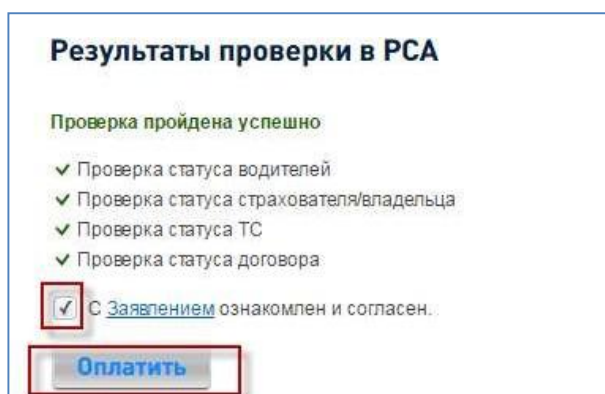 Результаты проверки в РСА
Проверка пройдена успешно
Проверка статуса водителей
Проверка статуса страхователя/владельца
Проверка статуса ТС
Проверка статуса договора
С Заявлением ознакомлен и согласен.
Оплатить